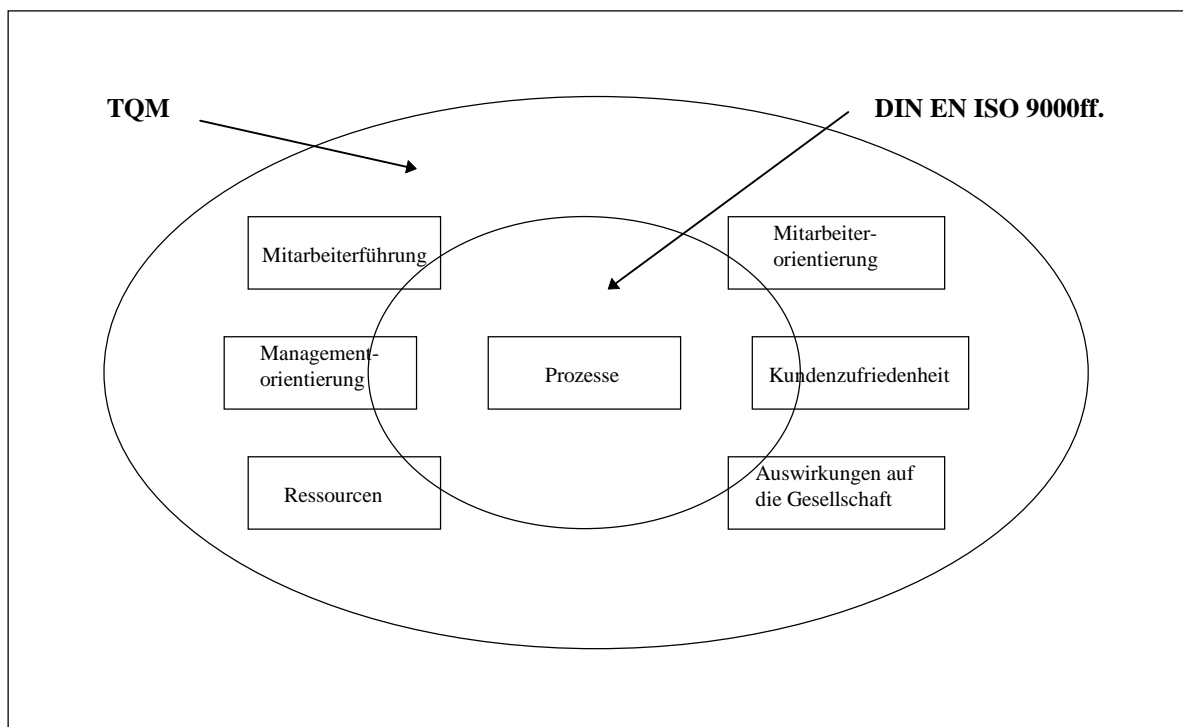 TQM
DIN EN ISO 9000ff.
Mitarbeiterführung
Mitarbeiter-
orientierung
Management-
orientierung
Prozesse
Kundenzufriedenheit
Ressourcen
Auswirkungen auf
die Gesellschaft